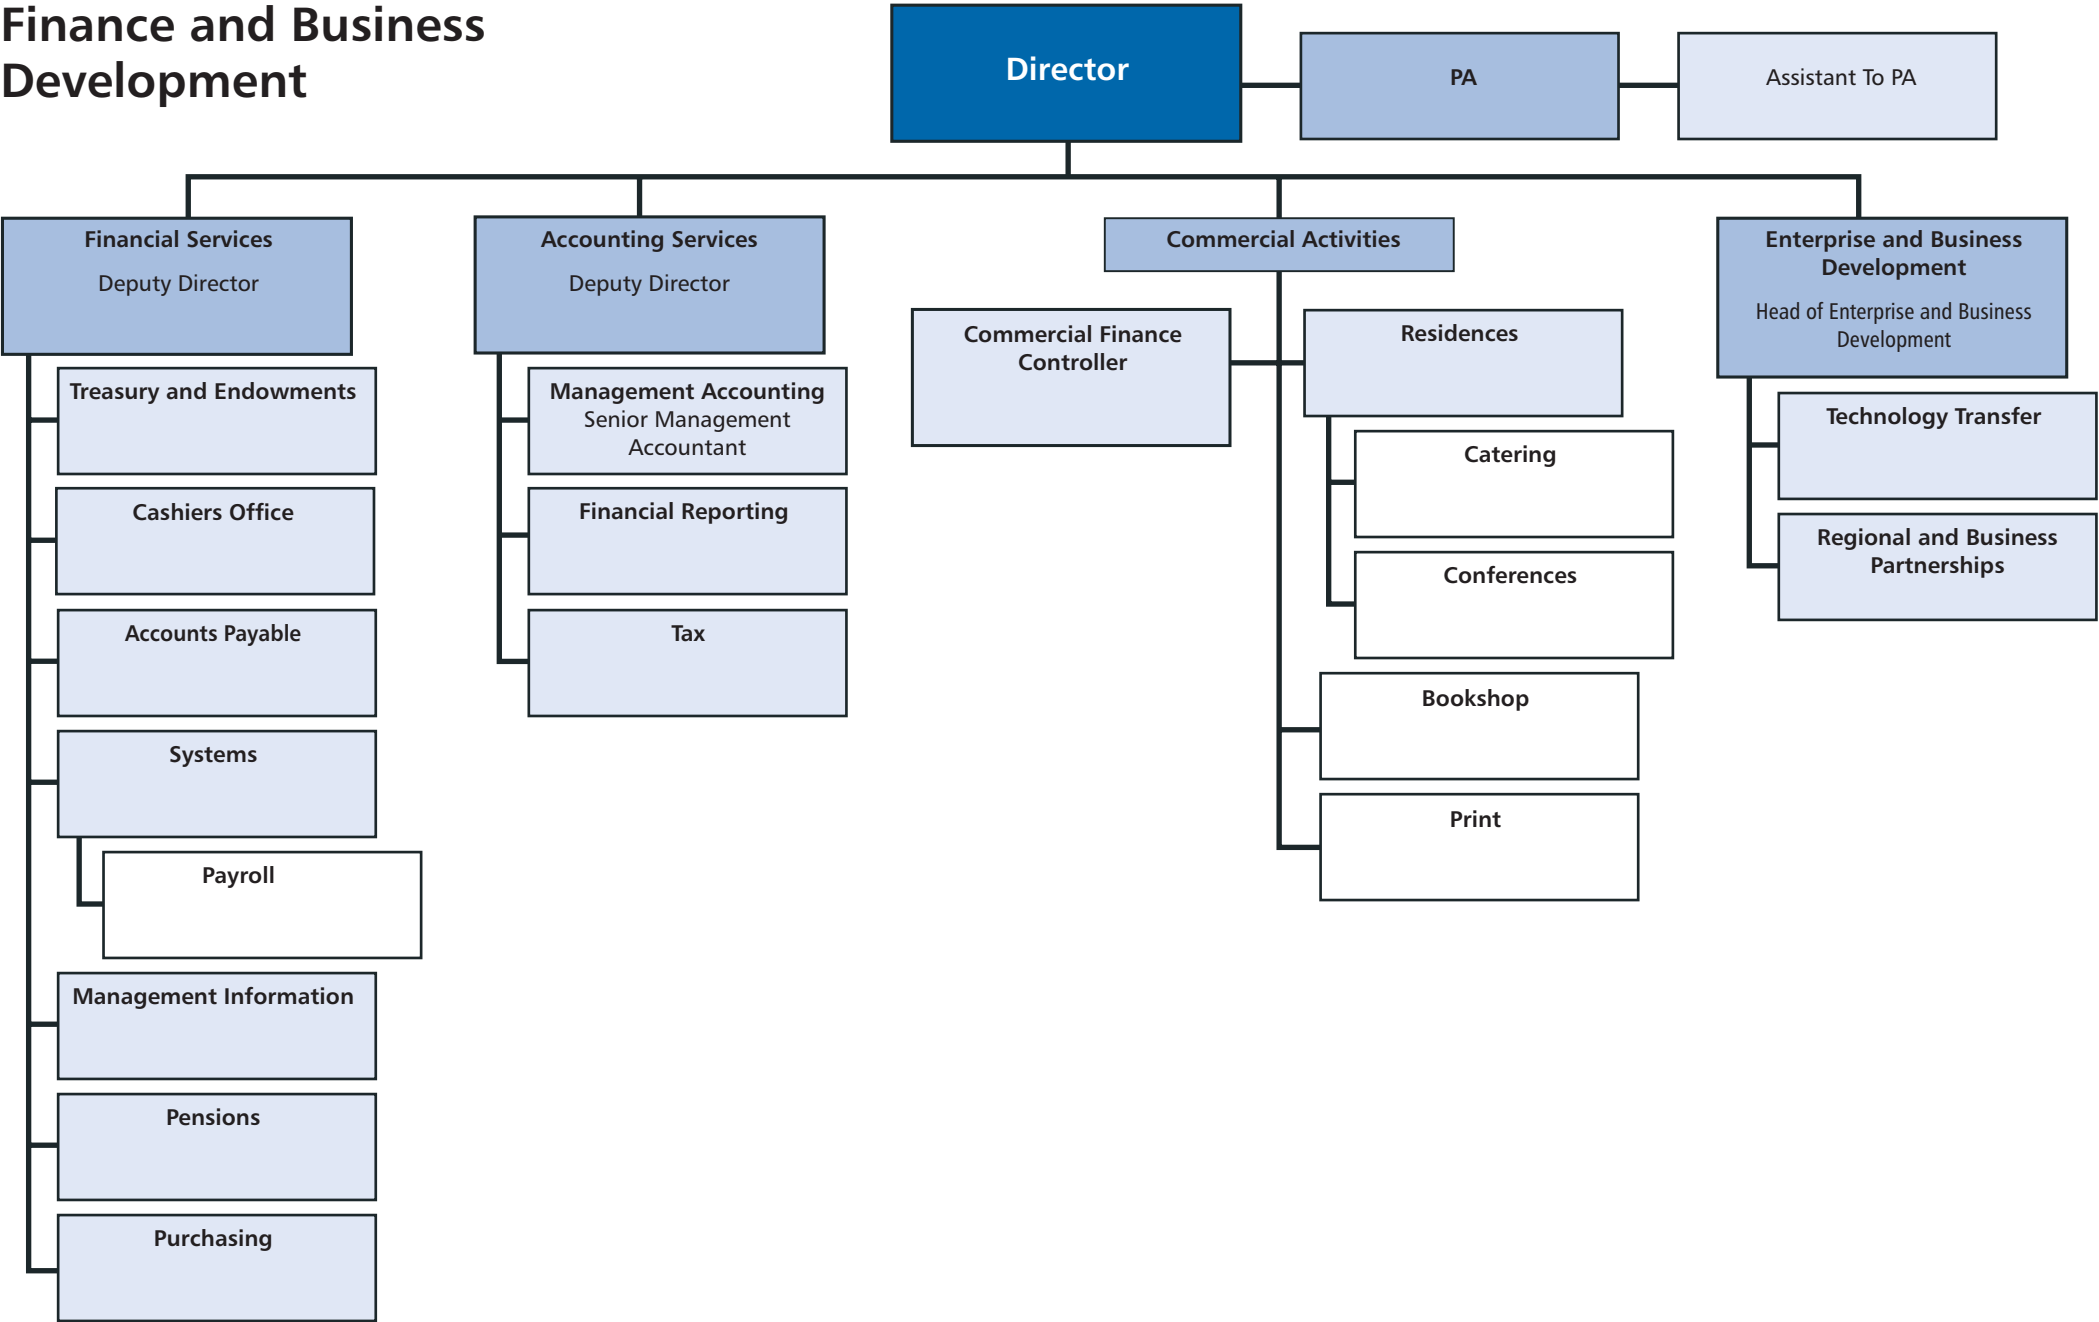 Finance and Business
Development
Director
PA
Assistant To PA
Financial Services
Deputy Director
Treasury and Endowments
Cashiers Office
Accounts Payable
Systems
Payroll
Management Information
Pensions
Purchasing
Accounting Services
Deputy Director
Management Accounting
Senior Management
Accountant
Financial Reporting
Tax
Commercial Activities
Commercial Finance
Controller
Residences
Catering
Conferences
Bookshop
Print
Enterprise and Business
Development
Head of Enterprise and Business
Development
Technology Transfer
Regional and Business
Partnerships